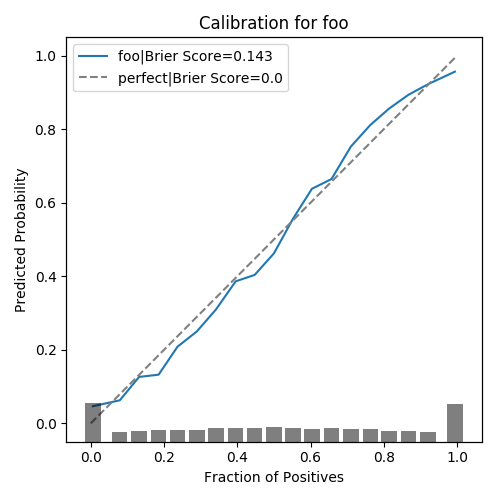 Calibration for foo
foo|Brier Score=0.143
perfect|Brier Score=0.0
1.0
0.8
0.6
0.4
0.2
0.0
Predicted Probability
0.0 0.2 0.4 0.6 0.8 1.0
Fraction of Positives